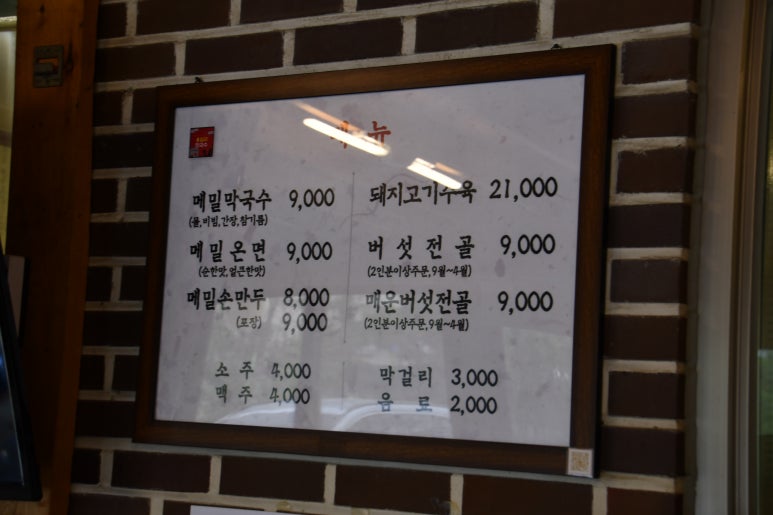 메뉴
메밀막국수 9,000
(물,비빔,간장,참기름)
메밀온면 9,000
(순한맛,얼큰한맛)
메밀손만두 8,000
(포장) 9,000
소주 4,000
맥주 4,000
돼지고기수육 21,000
버섯전골 9,000
(2인분이상주문,9월~4월)
매운버섯전골 9,000
(2인분이상주문,9월~4월)
막걸리 3,000
음료 2,000